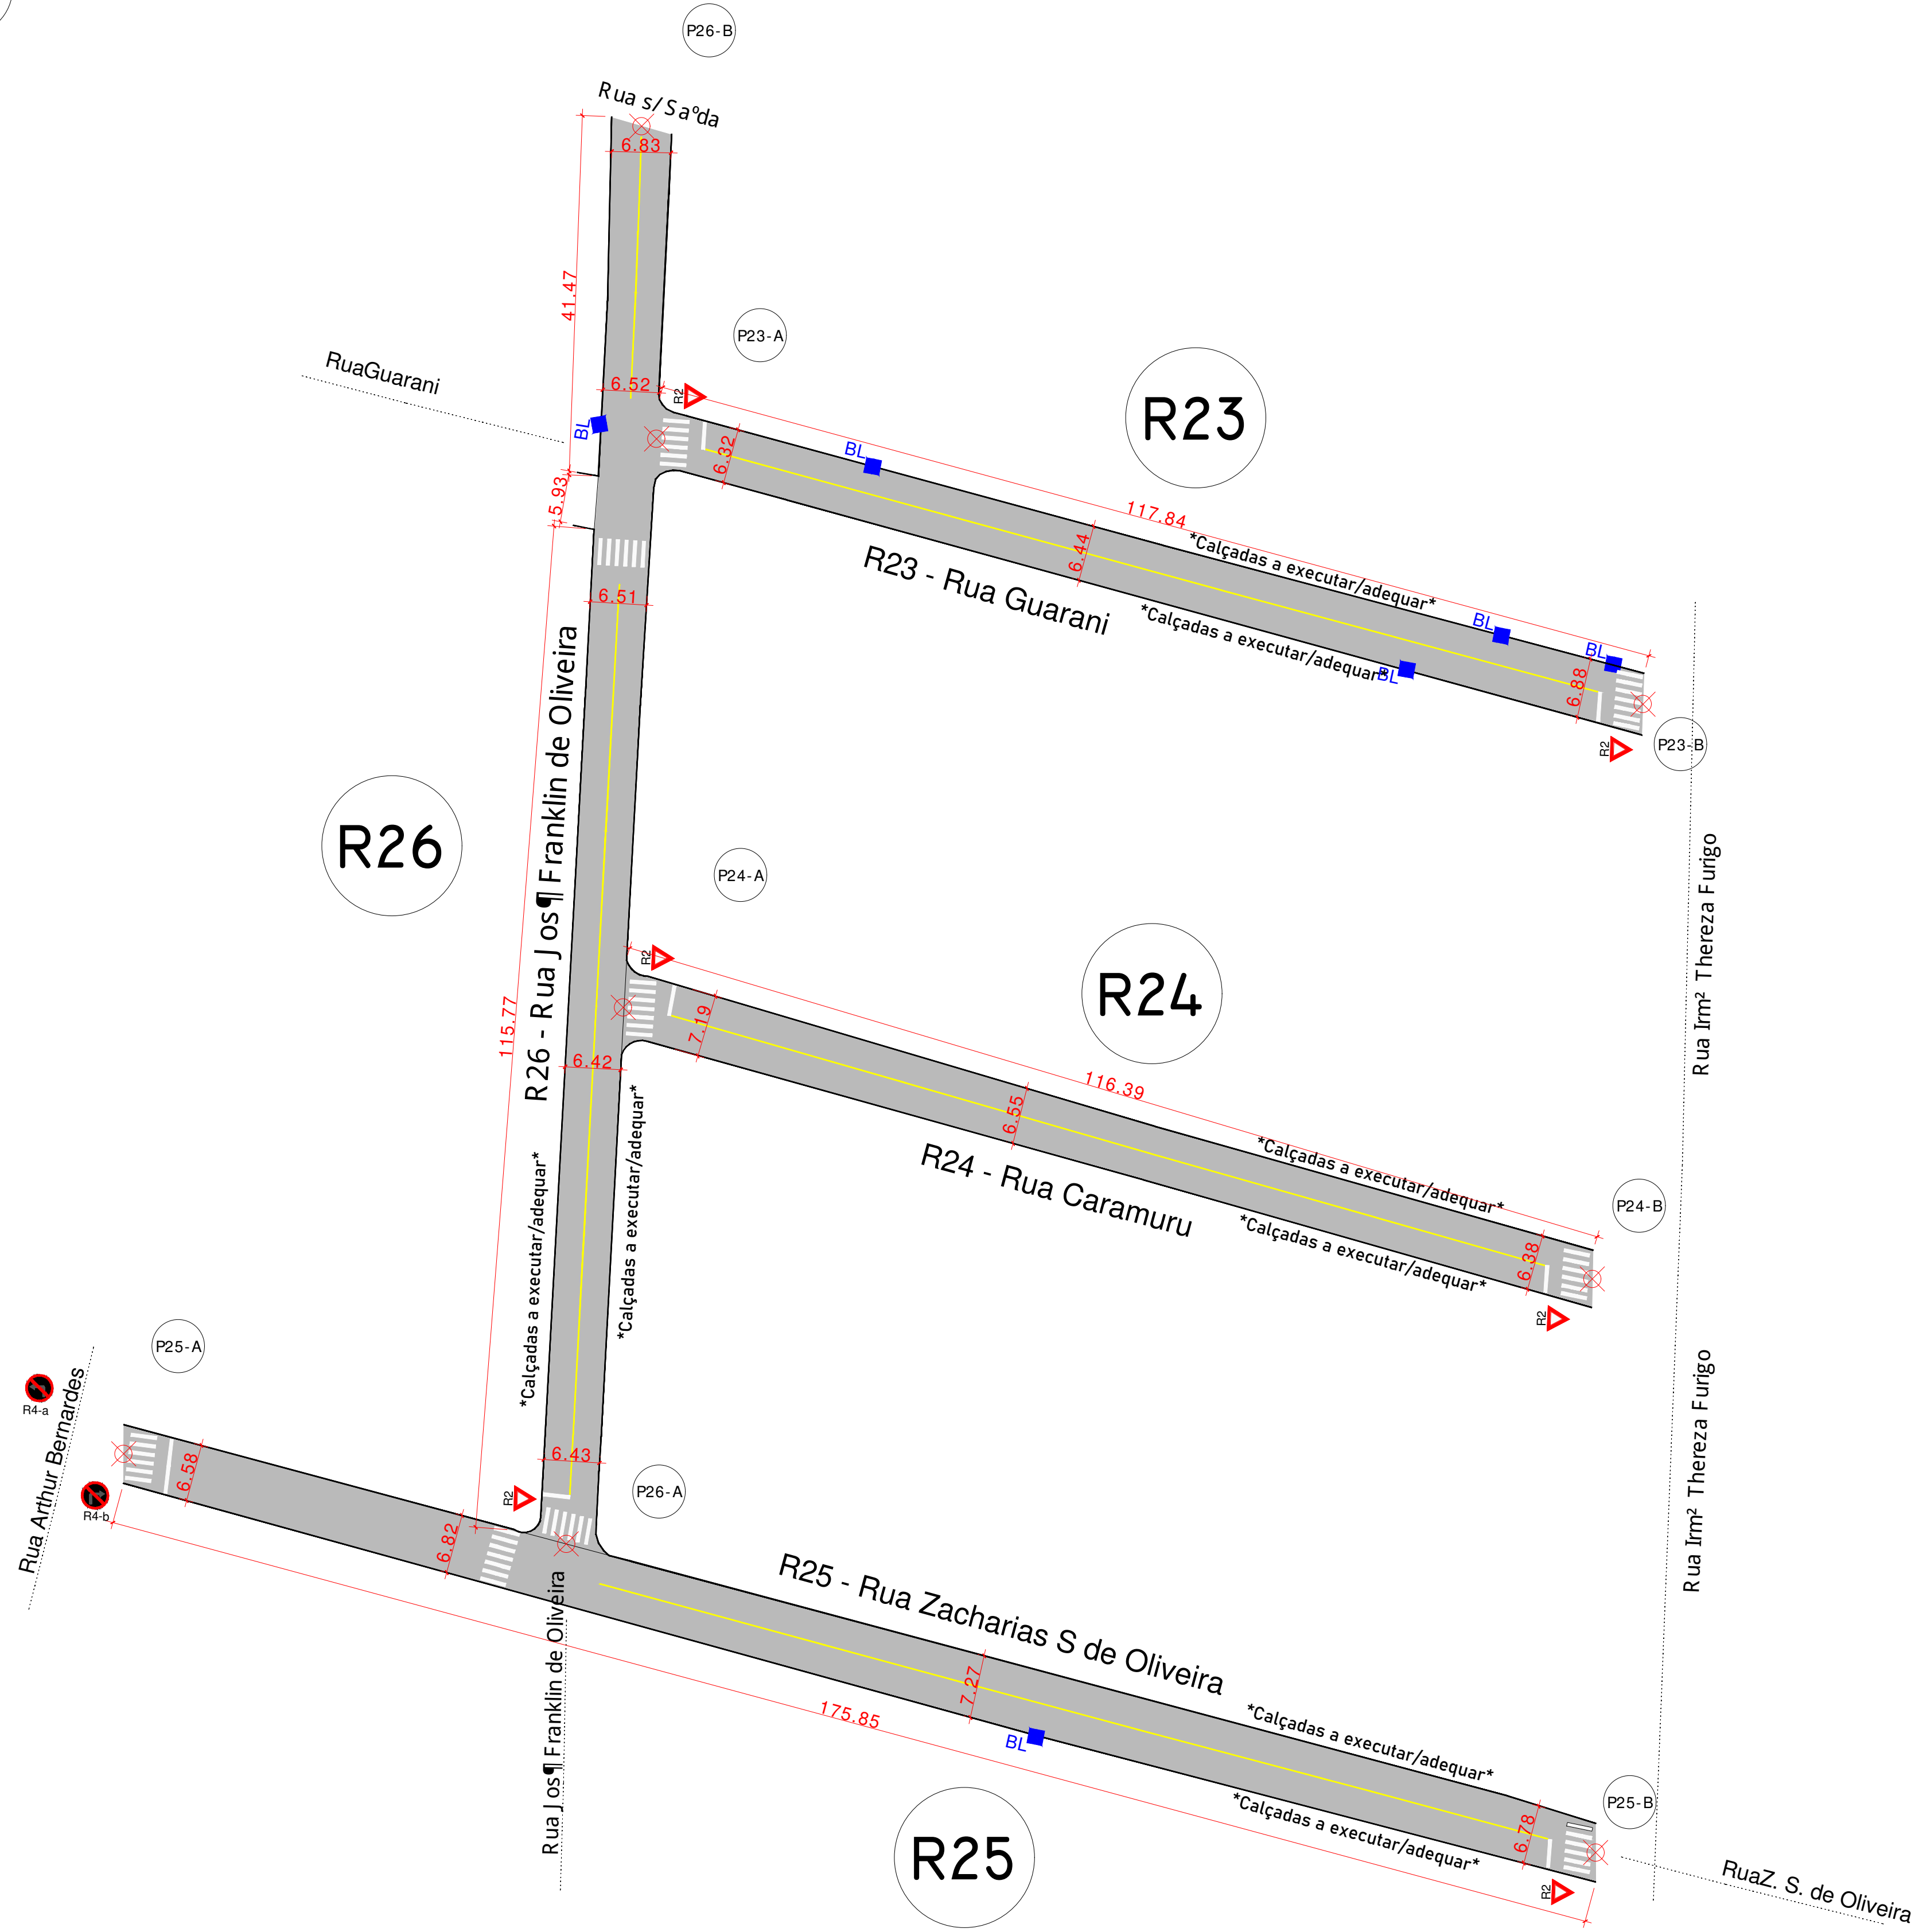 P26-B
Rua s/ Saºda
6.83
41.47
P23-A
RuaGuarani
6.52
R2
R23
BL
BL
6.32
5.93
117.84
*Calçadas a executar/adequar*
6.44
R23 - Rua Guarani
*Calçadas a executar/adequar*
BL
BL
BL
6.88
R2
P23-B
6.51
R26 - Rua Jos¶ Franklin de Oliveira
R26
Rua Irm² Thereza Furigo
P24-A
R2
R24
115.77
7.19
6.42
116.39
6.55
*Calçadas a executar/adequar*
R24 - Rua Caramuru
*Calçadas a executar/adequar*
P24-B
6.38
R2
*Calçadas a executar/adequar*
*Calçadas a executar/adequar*
Rua Irm² Thereza Furigo
P25-A
R4-a
Rua Arthur Bernardes
R4-b
6.58
6.43
R2
P26-A
6.82
R25 - Rua Zacharias S de Oliveira
Rua Jos¶ Franklin de Oliveira
7.27
175.85
BL
*Calçadas a executar/adequar*
*Calçadas a executar/adequar*
P25-B
6.78
R2
R25
RuaZ. S. de Oliveira